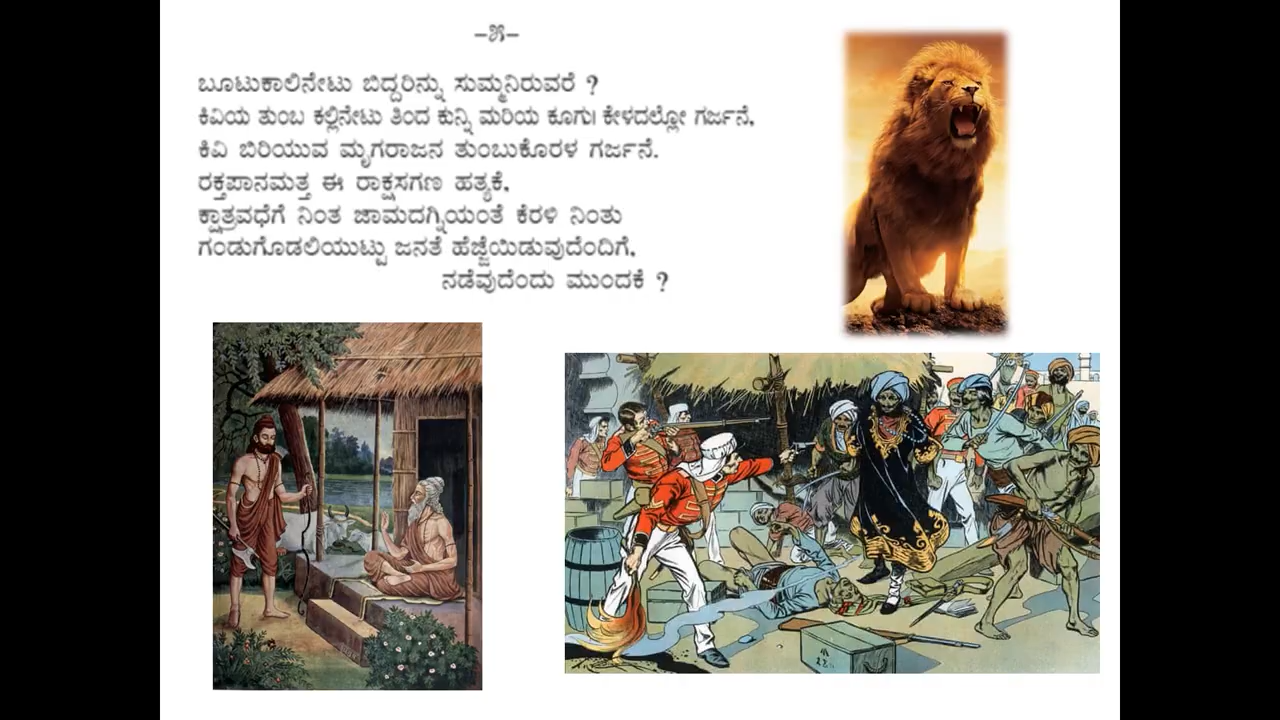 –೫–
ಬೂಟುಕಾಲಿನೇಟು ಬಿದ್ದರಿನ್ನು ಸುಮ್ಮನಿರುವರೆ ?
ಕಿವಿಯ ತುಂಬ ಕಲ್ಲಿನೇಟು ತಿಂದ ಕುನ್ನಿ ಮರಿಯ ಕೂಗು। ಕೇಳದಲ್ಲೋ ಗರ್ಜನೆ,
ಕಿವಿ ಬಿರಿಯುವ ಮೃಗರಾಜನ ತುಂಬುಕೊರಳ ಗರ್ಜನೆ.
ರಕ್ತಪಾನಮತ್ತ ಈ ರಾಕ್ಷಸಗಣ ಹತ್ಯಕೆ,
ಕ್ಷಾತ್ರವಧೆಗೆ ನಿಂತ ಜಾಮದಗ್ನಿಯಂತೆ ಕೆರಳಿ ನಿಂತು
ಗಂಡುಗೊಡಲಿಯುಟ್ಟು ಜನತೆ ಹೆಜ್ಜೆಯಿಡುವುದೆಂದಿಗೆ,
ನಡೆವುದೆಂದು ಮುಂದಕೆ ?